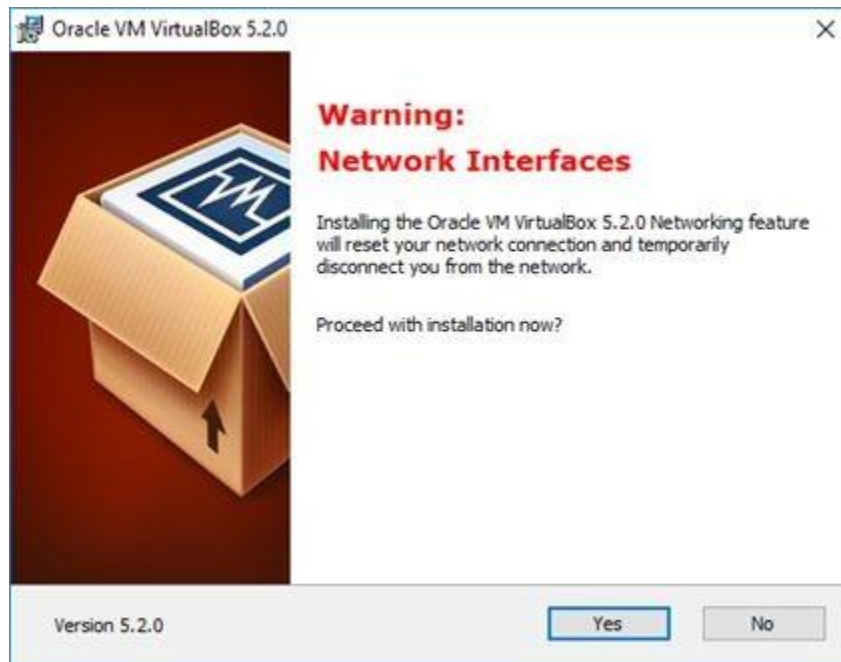 Oracle VM VirtualBox 5.2.0
Warning:
Network Interfaces
Installing the Oracle VM VirtualBox 5.2.0 Networking feature
will reset your network connection and temporarily
disconnect you from the network.
Proceed with installation now?
Version 5.2.0
Yes
No